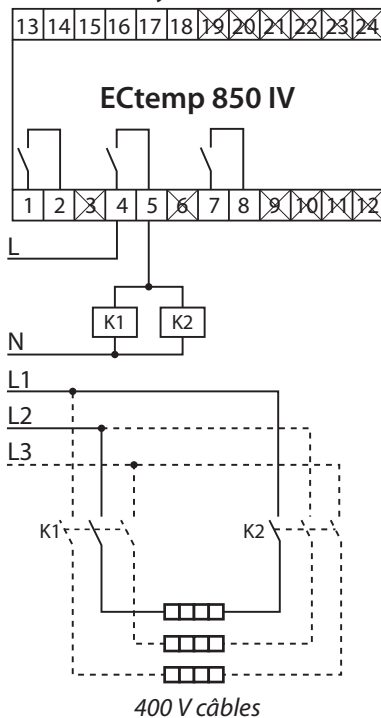 13 14 15 16 17 18 19 20 21 22 23 24
ECtemp 850 IV
1 2 3 4 5 6 7 8 9 10 11 12
L
K1 K2
N
L1
L2
L3
K1 K2
400 V câbles